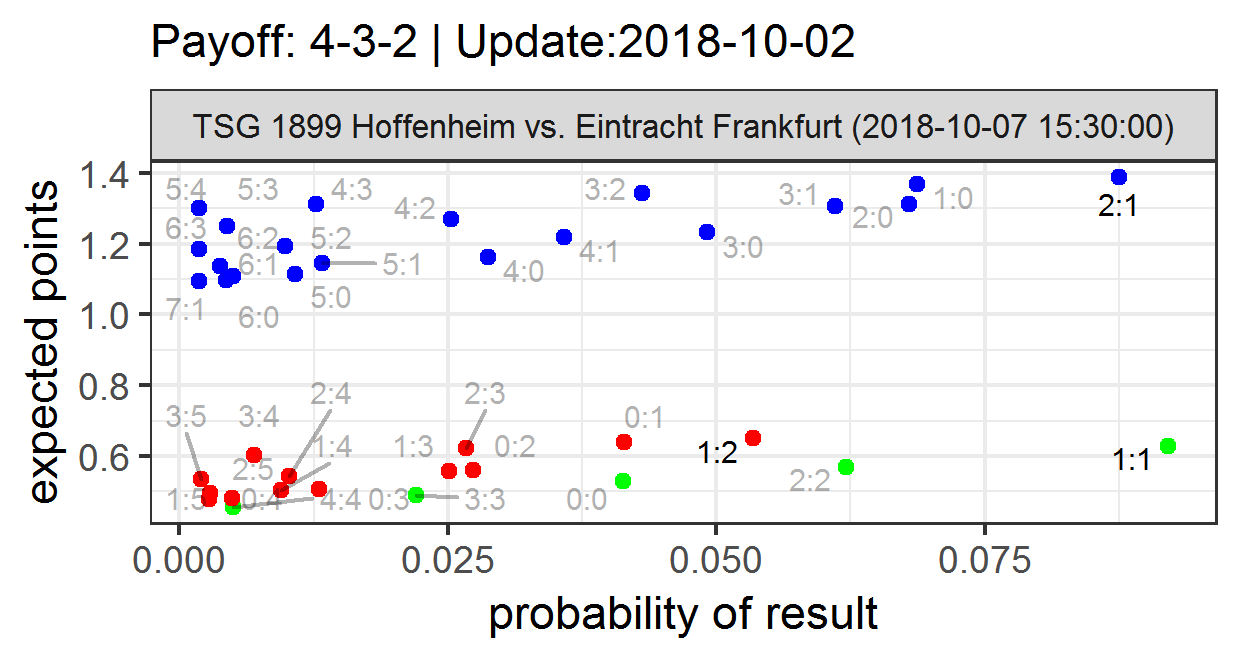 Payoff: 4-3-2 | Update:2018-10-02
TSG 1899 Hoffenheim vs. Eintracht Frankfurt (2018-10-07 15:30:00)
expected points
1.4
1.2
1.0
0.8
0.6
5:4 5:3 4:3 3:2 3:1 1:0
6:3 4:2 2:0 2:1
6:2 5:2 4:1 3:0
6:1 5:1 4:0
7:1 6:0 5:0
2:4 2:3
3:5 3:4 0:1
1:4 1:3 0:2 1:2 1:1
2:5 2:2
1:5 0:4 4:4 0:3 3:3 0:0
0.000 0.025 0.050 0.075
probability of result